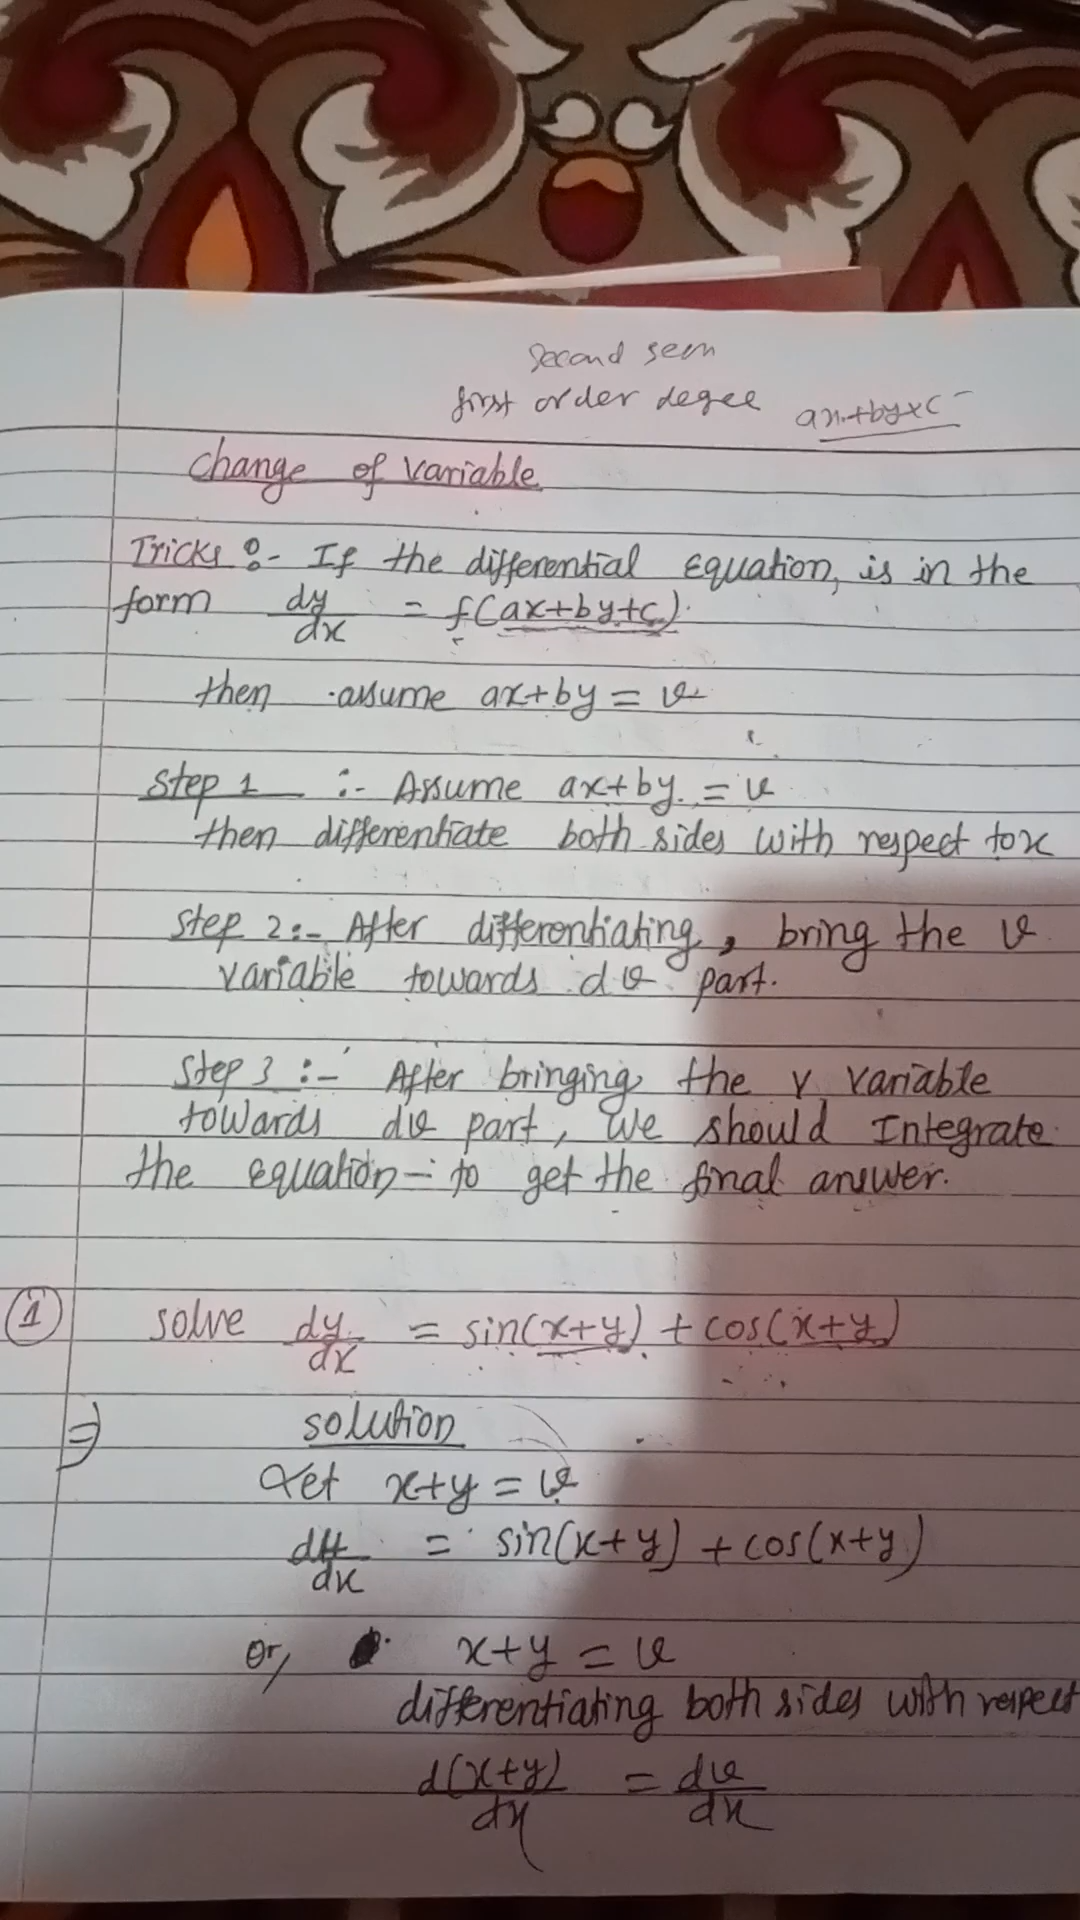 Second sem
first order degee ax+by+c
Change of variable
Tricks :- If the differential Equation, is in the
form dy/dx = f(ax+by+c).
then assume ax+by = v
Step 1 :- Assume ax+by = v
then differentiate both sides with respect to x
Step 2 :- After differentiating, bring the v
variable towards dv part.
Step 3 :- After bringing the v variable
towards dv part, We should Integrate
the equation - to get the final answer.
1 solve dy/dx = sin(x+y) + cos(x+y)
⇒ solution
Let x+y = v
dy/dx = sin(x+y) + cos(x+y)
Or, x+y = v
differentiating both sides with respect
d(x+y)/dx = dv/dx